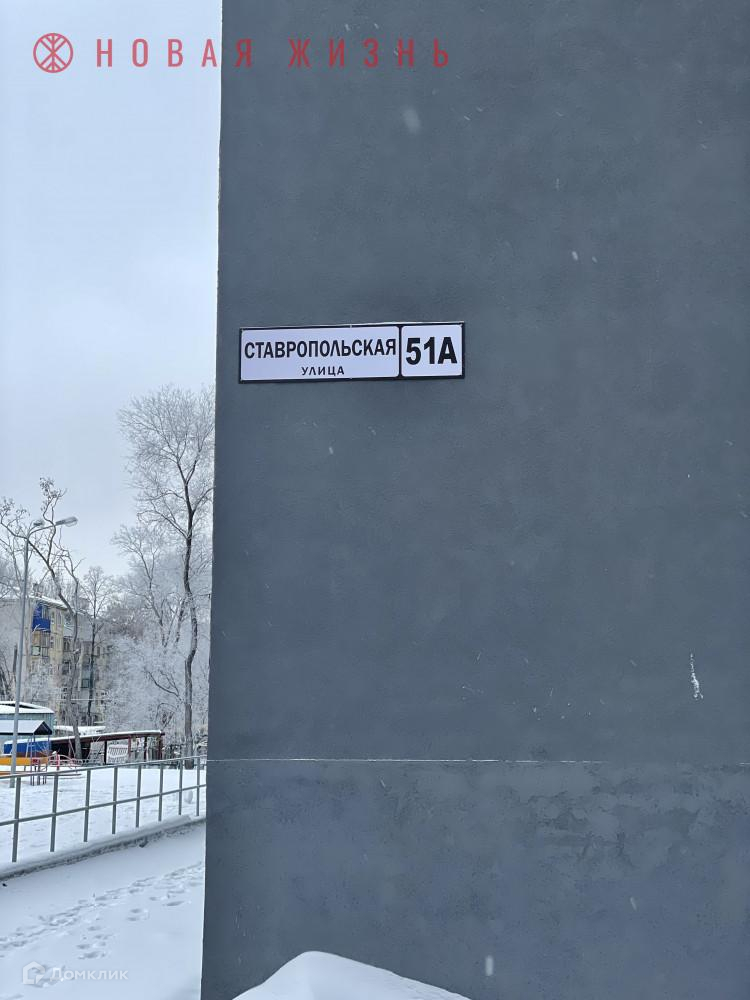 НОВАЯ ЖИЗНЬ
СТАВРОПОЛЬСКАЯ 51А
УЛИЦА
Домклик